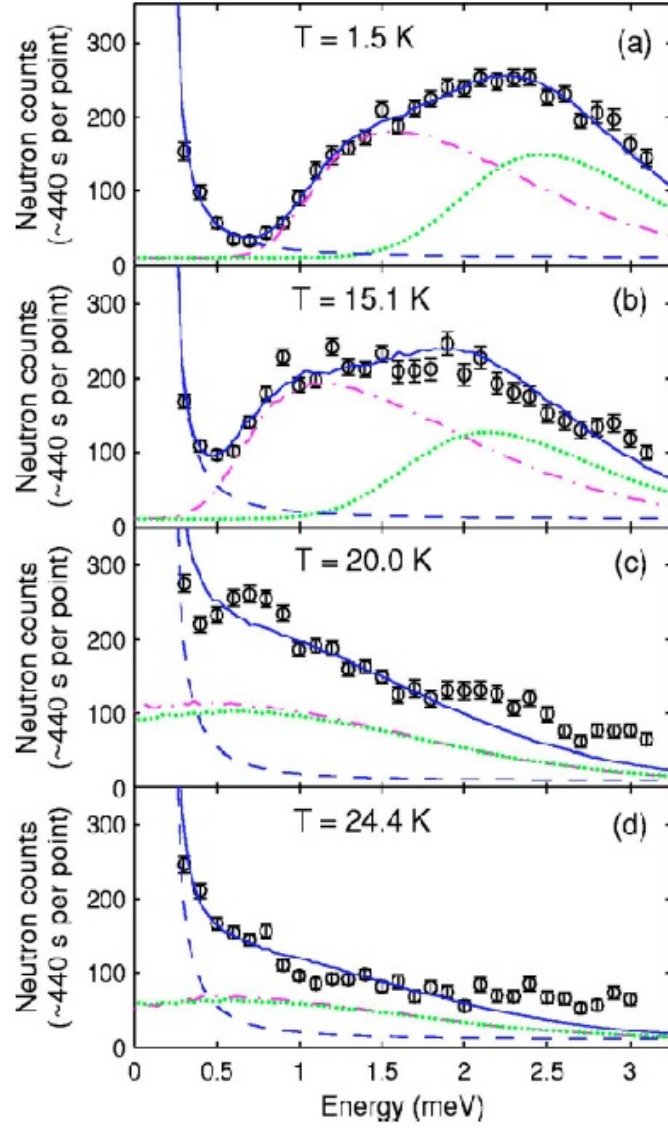 T = 1.5 K
(a)
Neutron counts
(~440 s per point)
300
200
100
0
T = 15.1 K
(b)
Neutron counts
(~440 s per point)
300
200
100
0
T = 20.0 K
(c)
Neutron counts
(~440 s per point)
300
200
100
0
T = 24.4 K
(d)
Neutron counts
(~440 s per point)
300
200
100
0
0 0.5 1 1.5 2 2.5 3
Energy (meV)